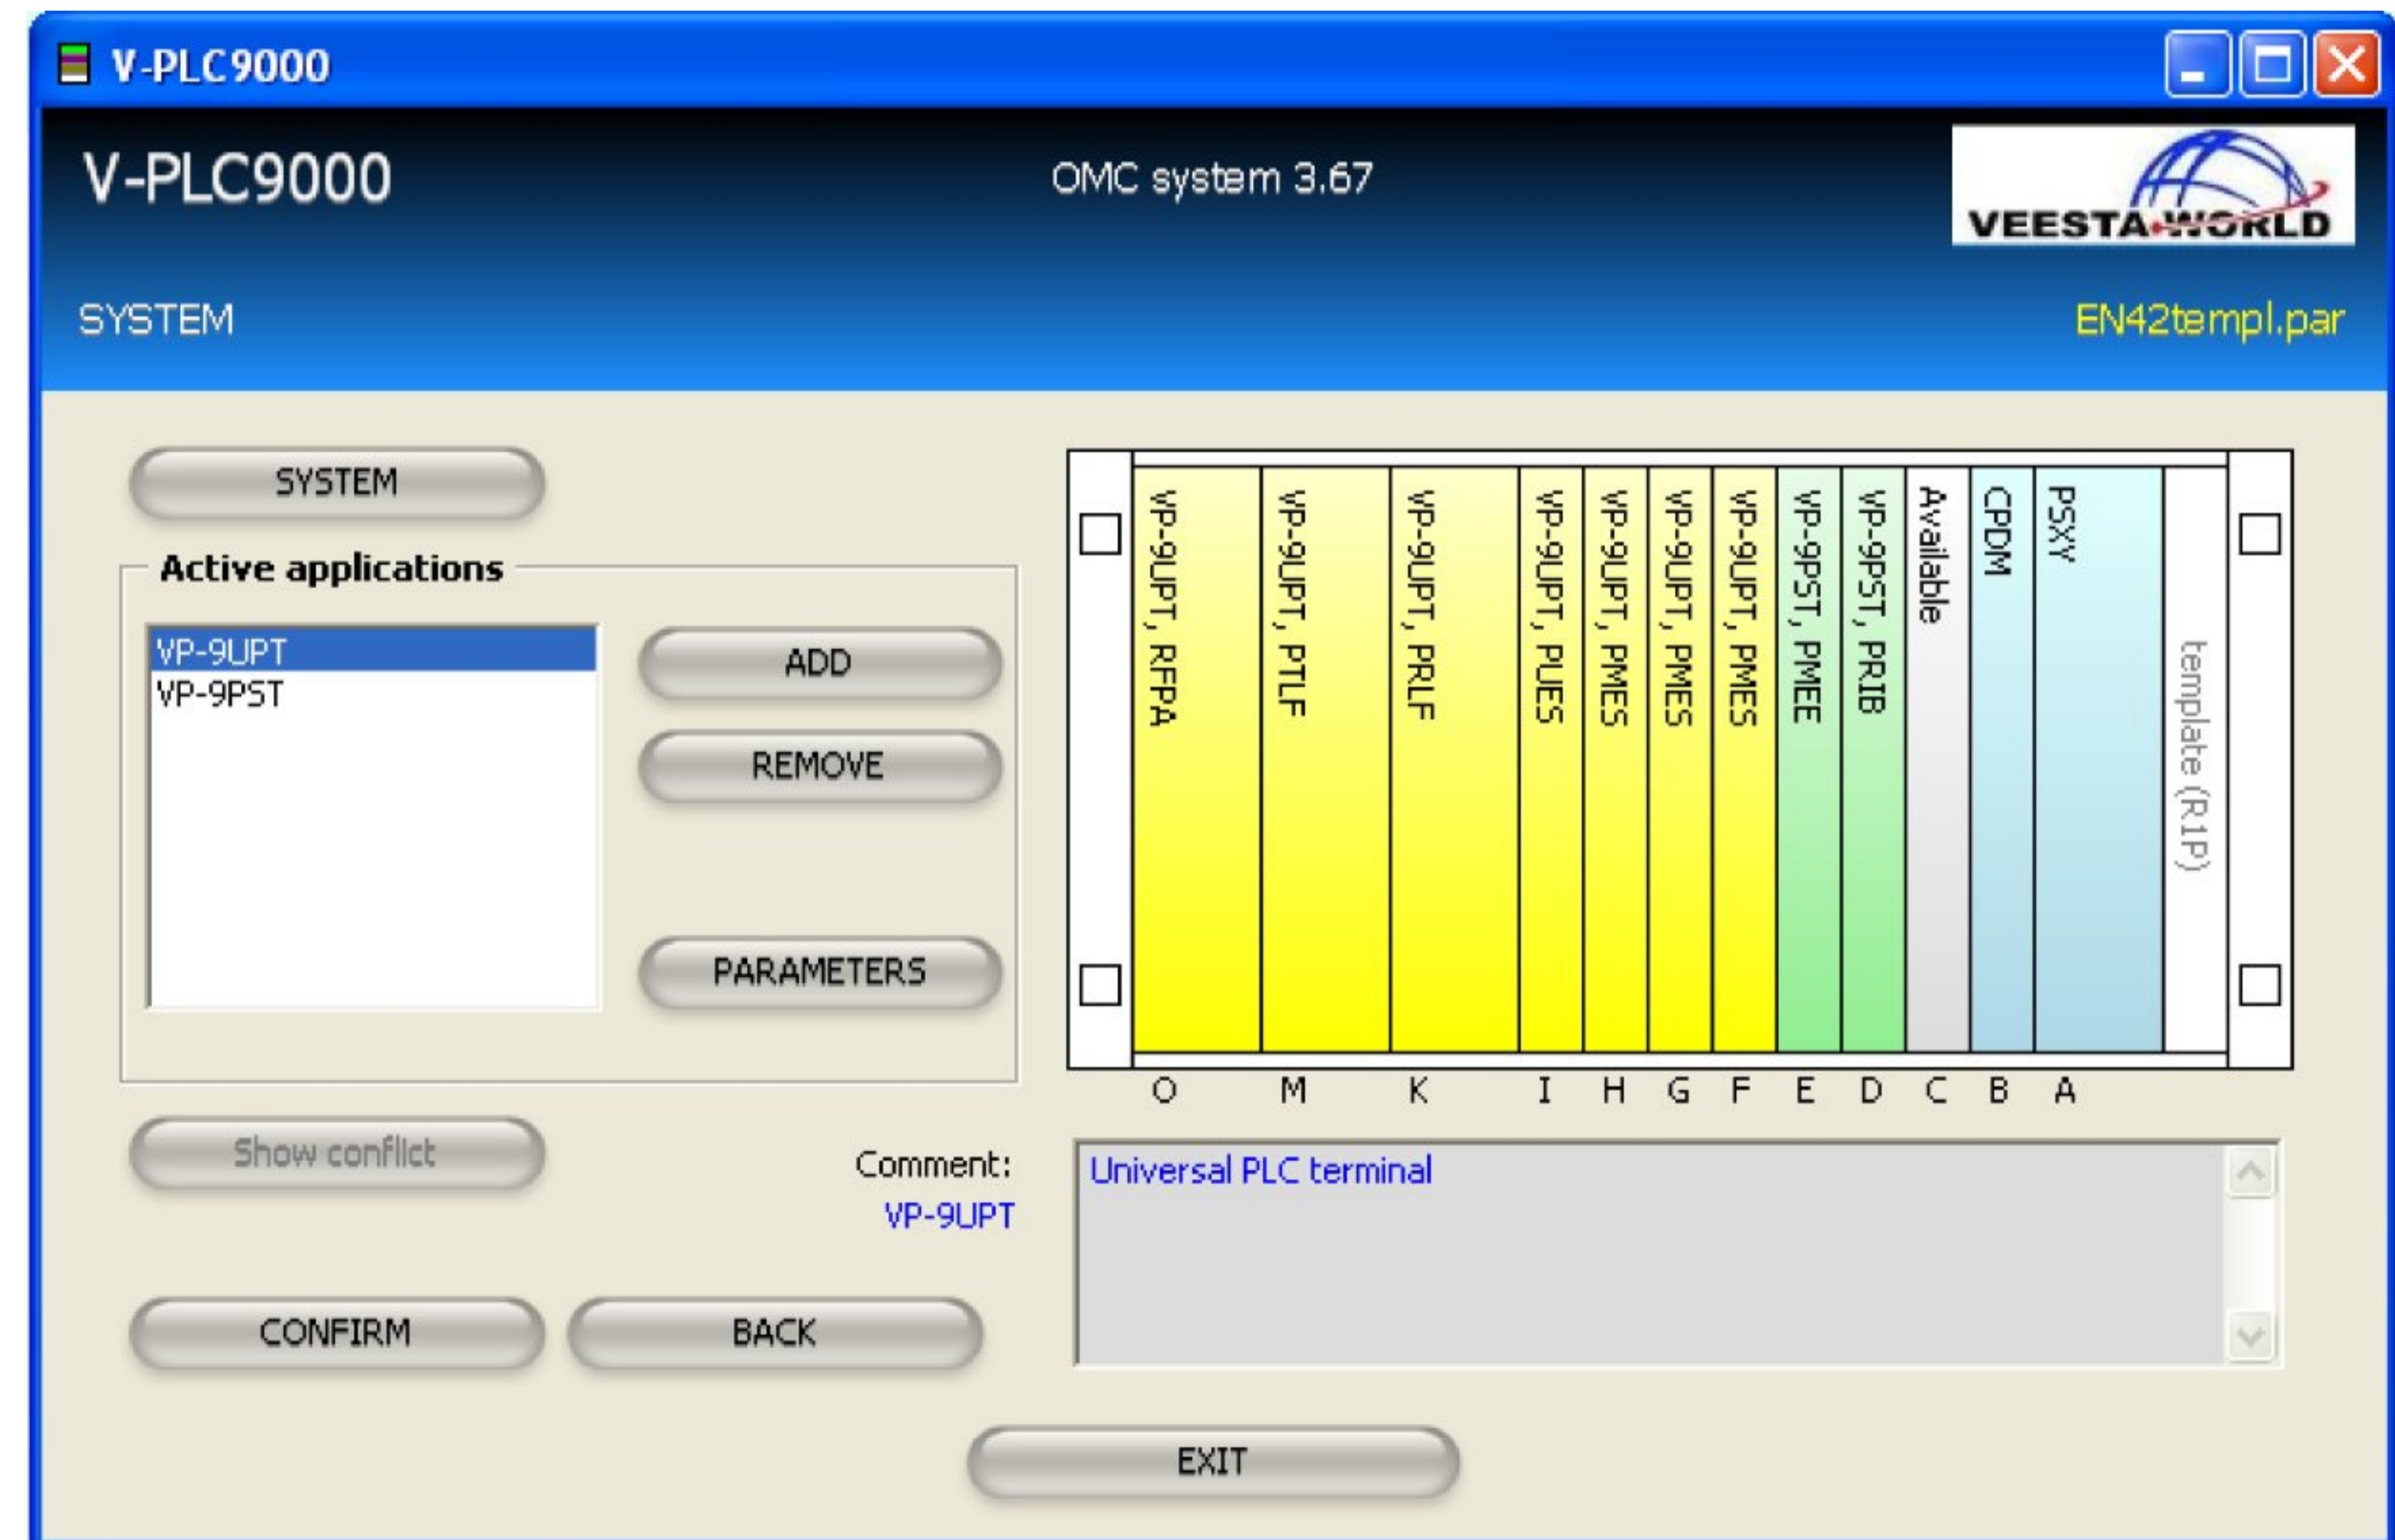 V-PLC9000
V-PLC9000
OMC system 3.67
VEESTA WORLD
SYSTEM
EN42templ.par
SYSTEM
Active applications
VP-9UPT
VP-9PST
ADD
REMOVE
PARAMETERS
VP-9UPT, RFPA
VP-9UPT, PTLF
VP-9UPT, PRLF
VP-9UPT, PUES
VP-9UPT, PMES
VP-9UPT, PMES
VP-9UPT, PMES
VP-9PST, PMEE
VP-9PST, PRIB
Available
CPDM
PSXY
template (R1P)
O M K I H G F E D C B A
Show conflict
Comment:
VP-9UPT
Universal PLC terminal
CONFIRM
BACK
EXIT